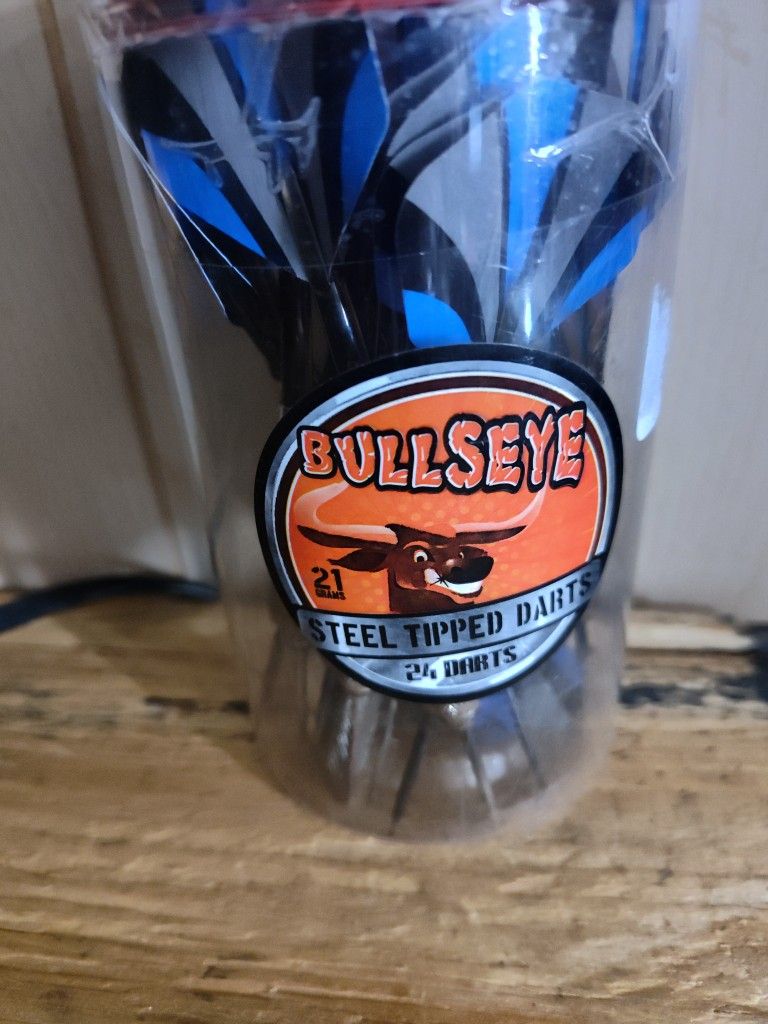 BULLSEYE
21
GRAMS
STEEL TIPPED DARTS
24 DARTS